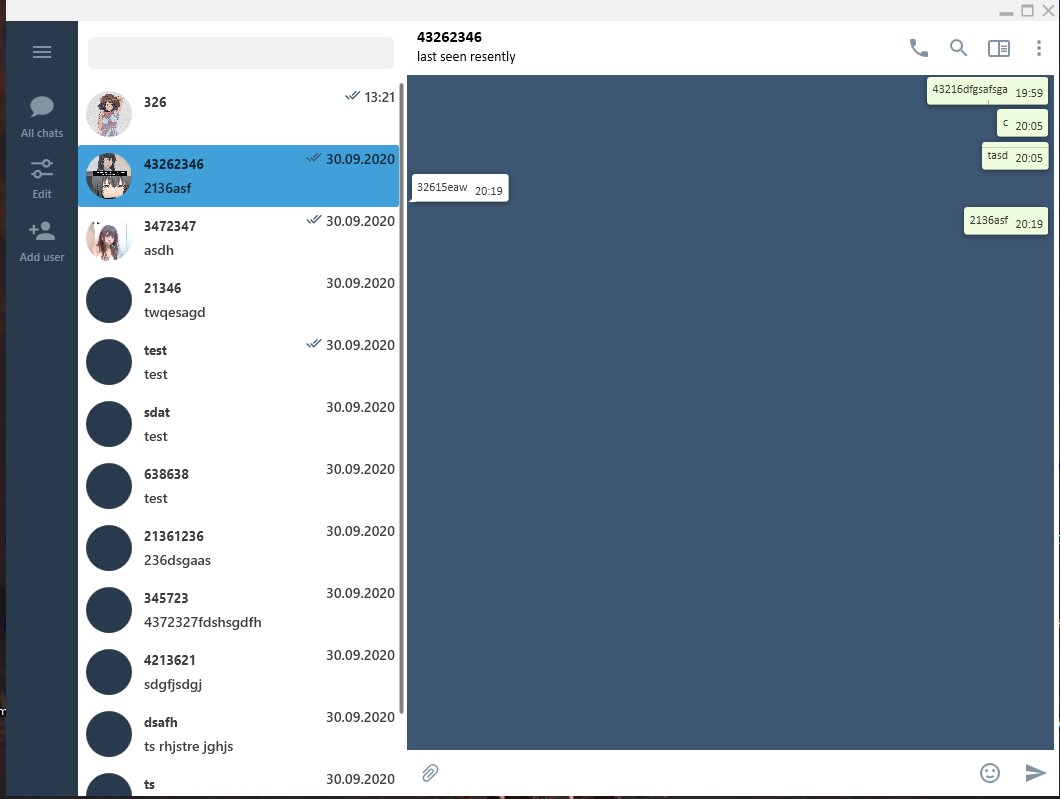 All chats
Edit
Add user
326
13:21
43262346
30.09.2020
2136asf
3472347
30.09.2020
asdh
21346
30.09.2020
twqesagd
test
30.09.2020
test
sdat
30.09.2020
test
638638
30.09.2020
test
21361236
30.09.2020
236dsgaas
345723
30.09.2020
4372327fdshsgdfh
4213621
30.09.2020
sdgfjsdgj
dsafh
30.09.2020
ts rhjstre jghjs
ts
30.09.2020
43262346
last seen resently
43216dfgsafsga 19:59
c 20:05
tasd 20:05
32615eaw 20:19
2136asf 20:19